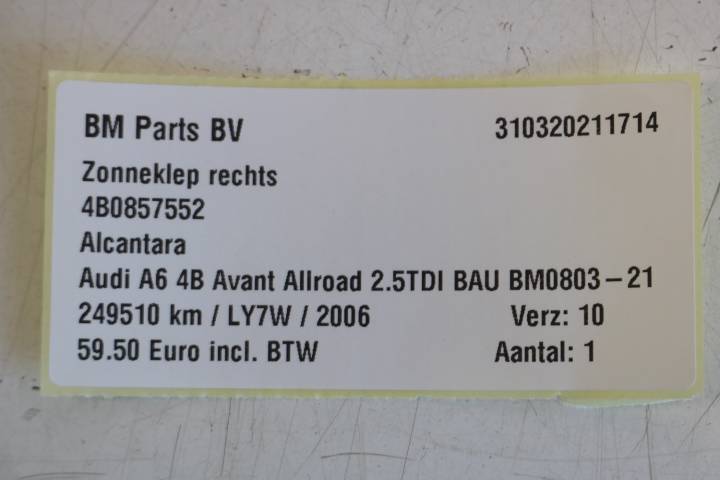 BM Parts BV 310320211714
Zonneklep rechts
4B0857552
Alcantara
Audi A6 4B Avant Allroad 2.5TDI BAU BM0803-21
249510 km / LY7W / 2006 Verz: 10
59.50 Euro incl. BTW Aantal: 1